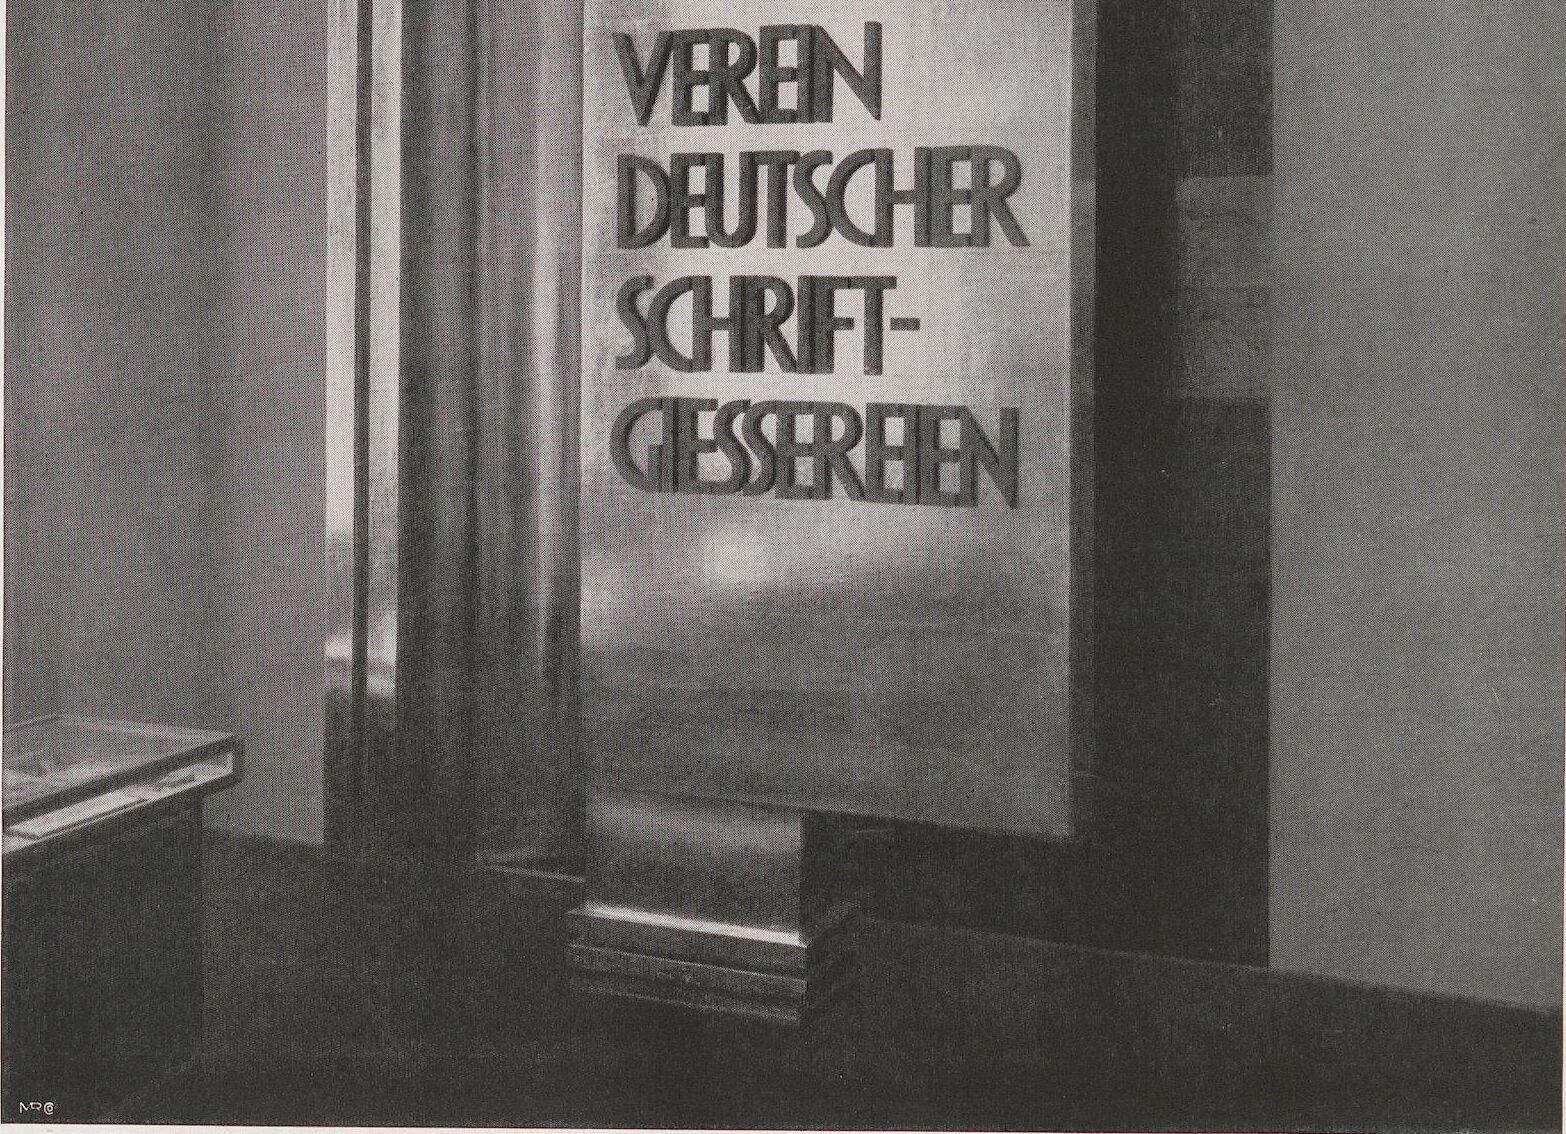 VEREIN
DEUTSCHER
SCHRIFT-
GIESSEREIEN